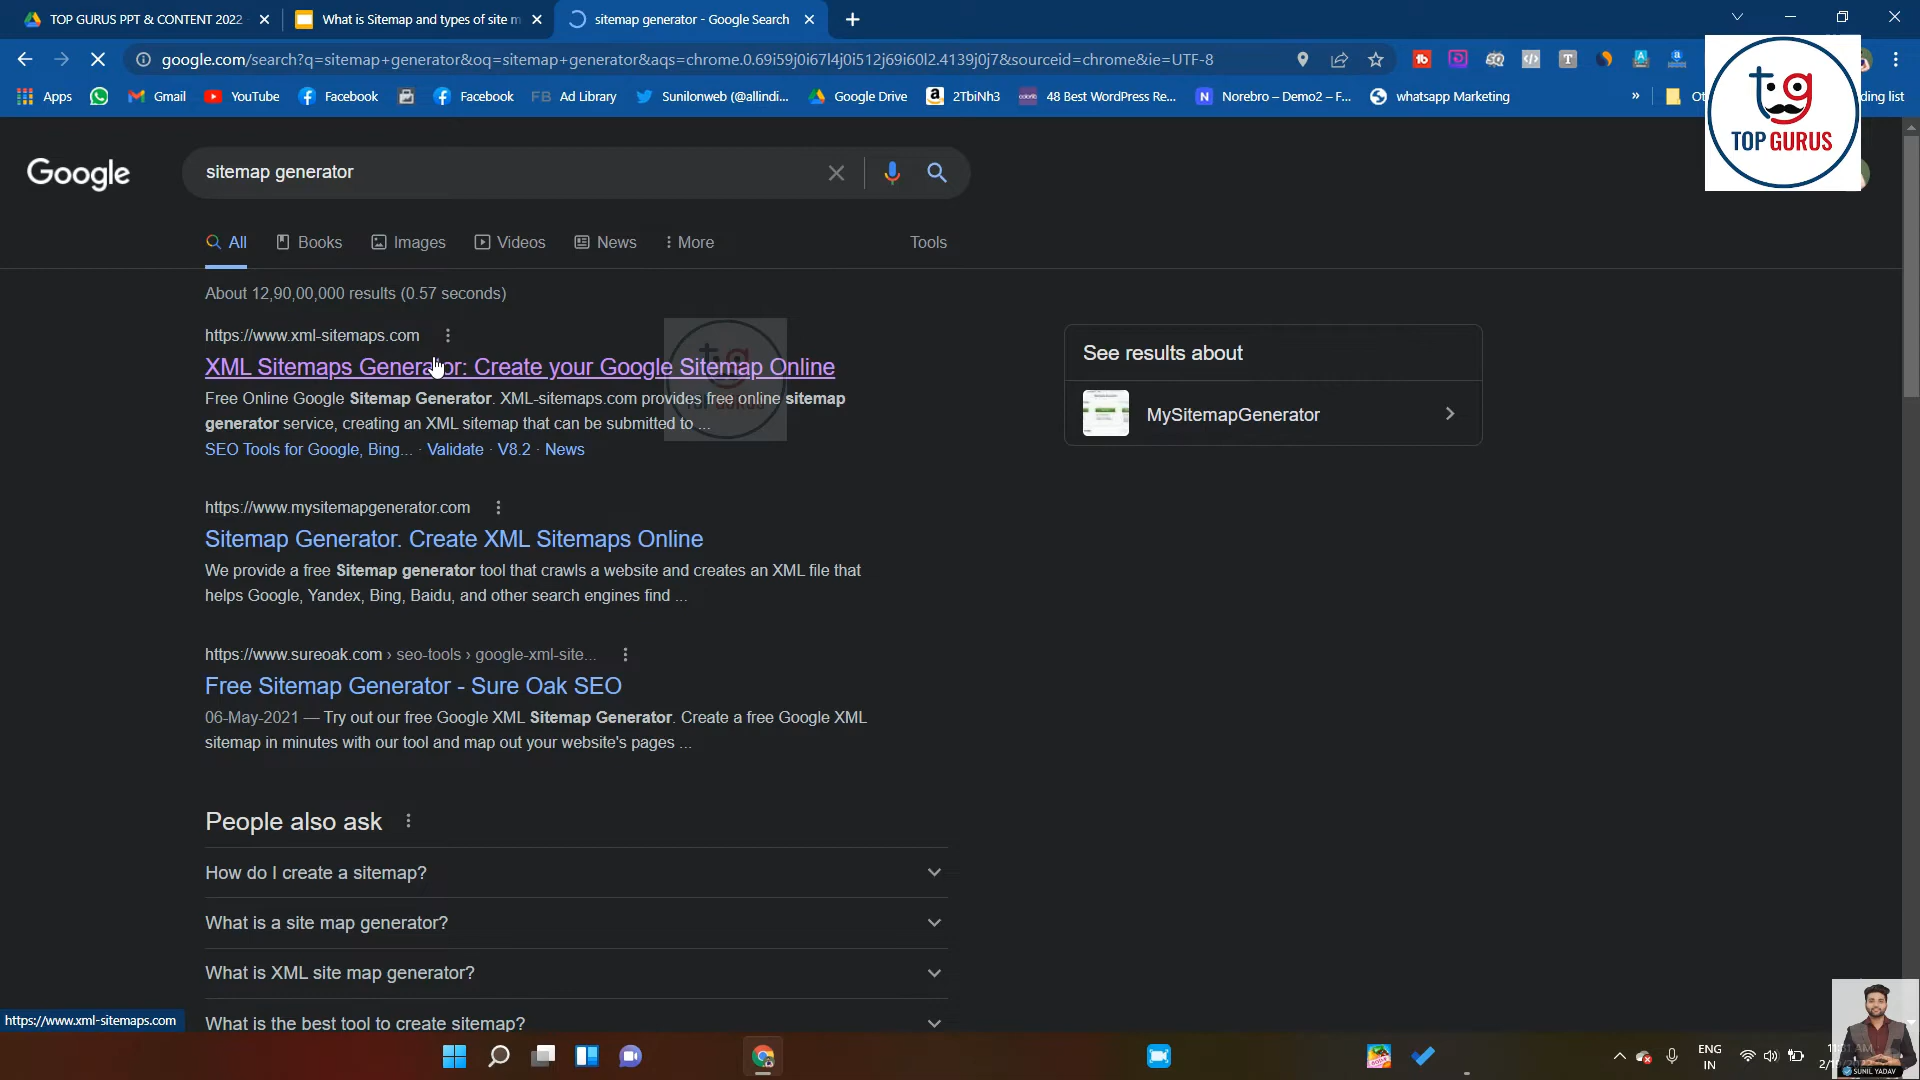 TOP GURUS PPT & CONTENT 2022
What is Sitemap and types of site m
sitemap generator - Google Search
google.com/search?q=sitemap+generator&oq=sitemap+generator&aqs=chrome.0.69i59j0i67l4j0i512j69i60l2.4139j0j7&sourceid=chrome&ie=UTF-8
Apps
Gmail
YouTube
Facebook
Facebook
Ad Library
Sunilonweb (@allindi...
Google Drive
2TbiNh3
48 Best WordPress Re...
Norebro – Demo2 – F...
whatsapp Marketing
»
tg
TOP GURUS
Google
sitemap generator
All
Books
Images
Videos
News
More
Tools
About 12,90,00,000 results (0.57 seconds)
https://www.xml-sitemaps.com
XML Sitemaps Generator: Create your Google Sitemap Online
Free Online Google Sitemap Generator. XML-sitemaps.com provides free online sitemap
generator service, creating an XML sitemap that can be submitted to ...
SEO Tools for Google, Bing... · Validate · V8.2 · News
TOP GURUS
See results about
MySitemapGenerator
https://www.mysitemapgenerator.com
Sitemap Generator. Create XML Sitemaps Online
We provide a free Sitemap generator tool that crawls a website and creates an XML file that
helps Google, Yandex, Bing, Baidu, and other search engines find ...
https://www.sureoak.com › seo-tools › google-xml-site...
Free Sitemap Generator - Sure Oak SEO
06-May-2021 — Try out our free Google XML Sitemap Generator. Create a free Google XML
sitemap in minutes with our tool and map out your website's pages ...
People also ask
How do I create a sitemap?
What is a site map generator?
What is XML site map generator?
What is the best tool to create sitemap?
https://www.xml-sitemaps.com
ENG
IN
SUNIL YADAV